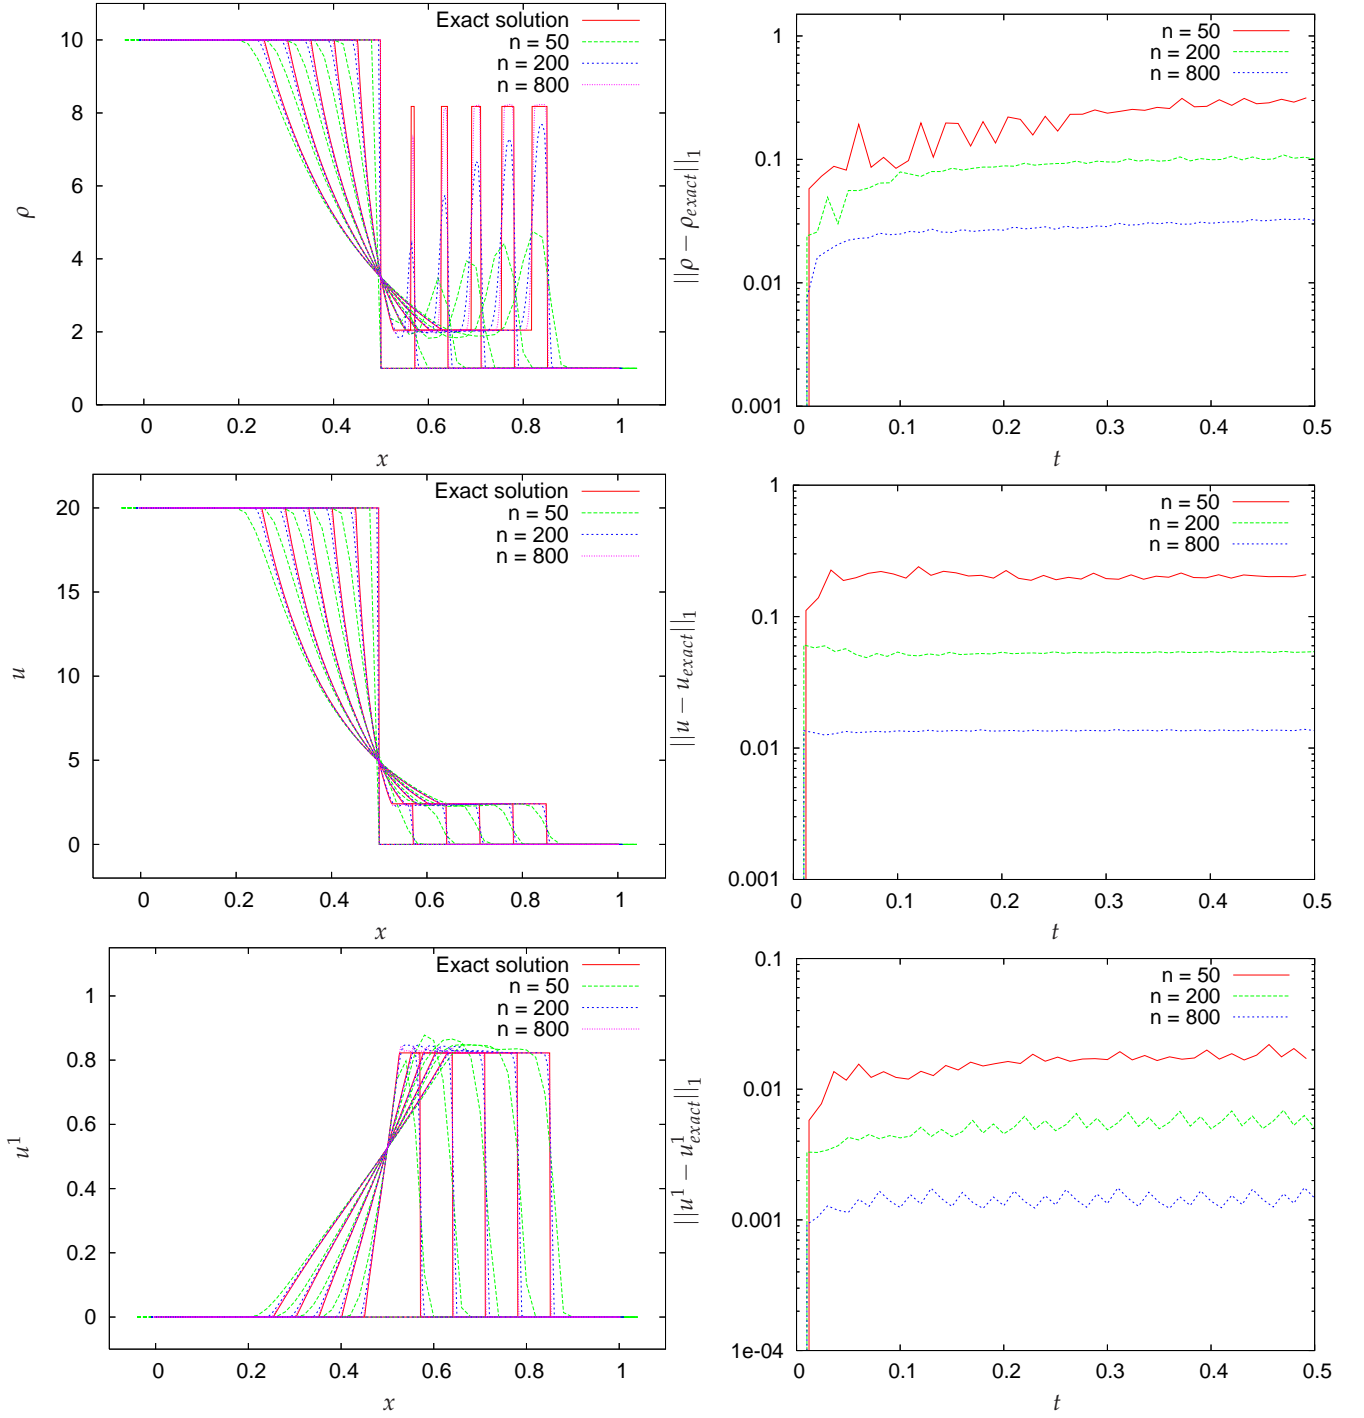 Exact solution
n = 50
n = 200
n = 800
10
8
6
4
2
0
ρ
0 0.2 0.4 0.6 0.8 1
x
n = 50
n = 200
n = 800
1
0.1
0.01
0.001
||ρ − ρexact||1
0 0.1 0.2 0.3 0.4 0.5
t
Exact solution
n = 50
n = 200
n = 800
20
15
10
5
0
u
0 0.2 0.4 0.6 0.8 1
x
n = 50
n = 200
n = 800
1
0.1
0.01
0.001
||u − uexact||1
0 0.1 0.2 0.3 0.4 0.5
t
Exact solution
n = 50
n = 200
n = 800
1
0.8
0.6
0.4
0.2
0
u¹
0 0.2 0.4 0.6 0.8 1
x
n = 50
n = 200
n = 800
0.1
0.01
0.001
1e-04
||u¹ − u¹exact||1
0 0.1 0.2 0.3 0.4 0.5
t